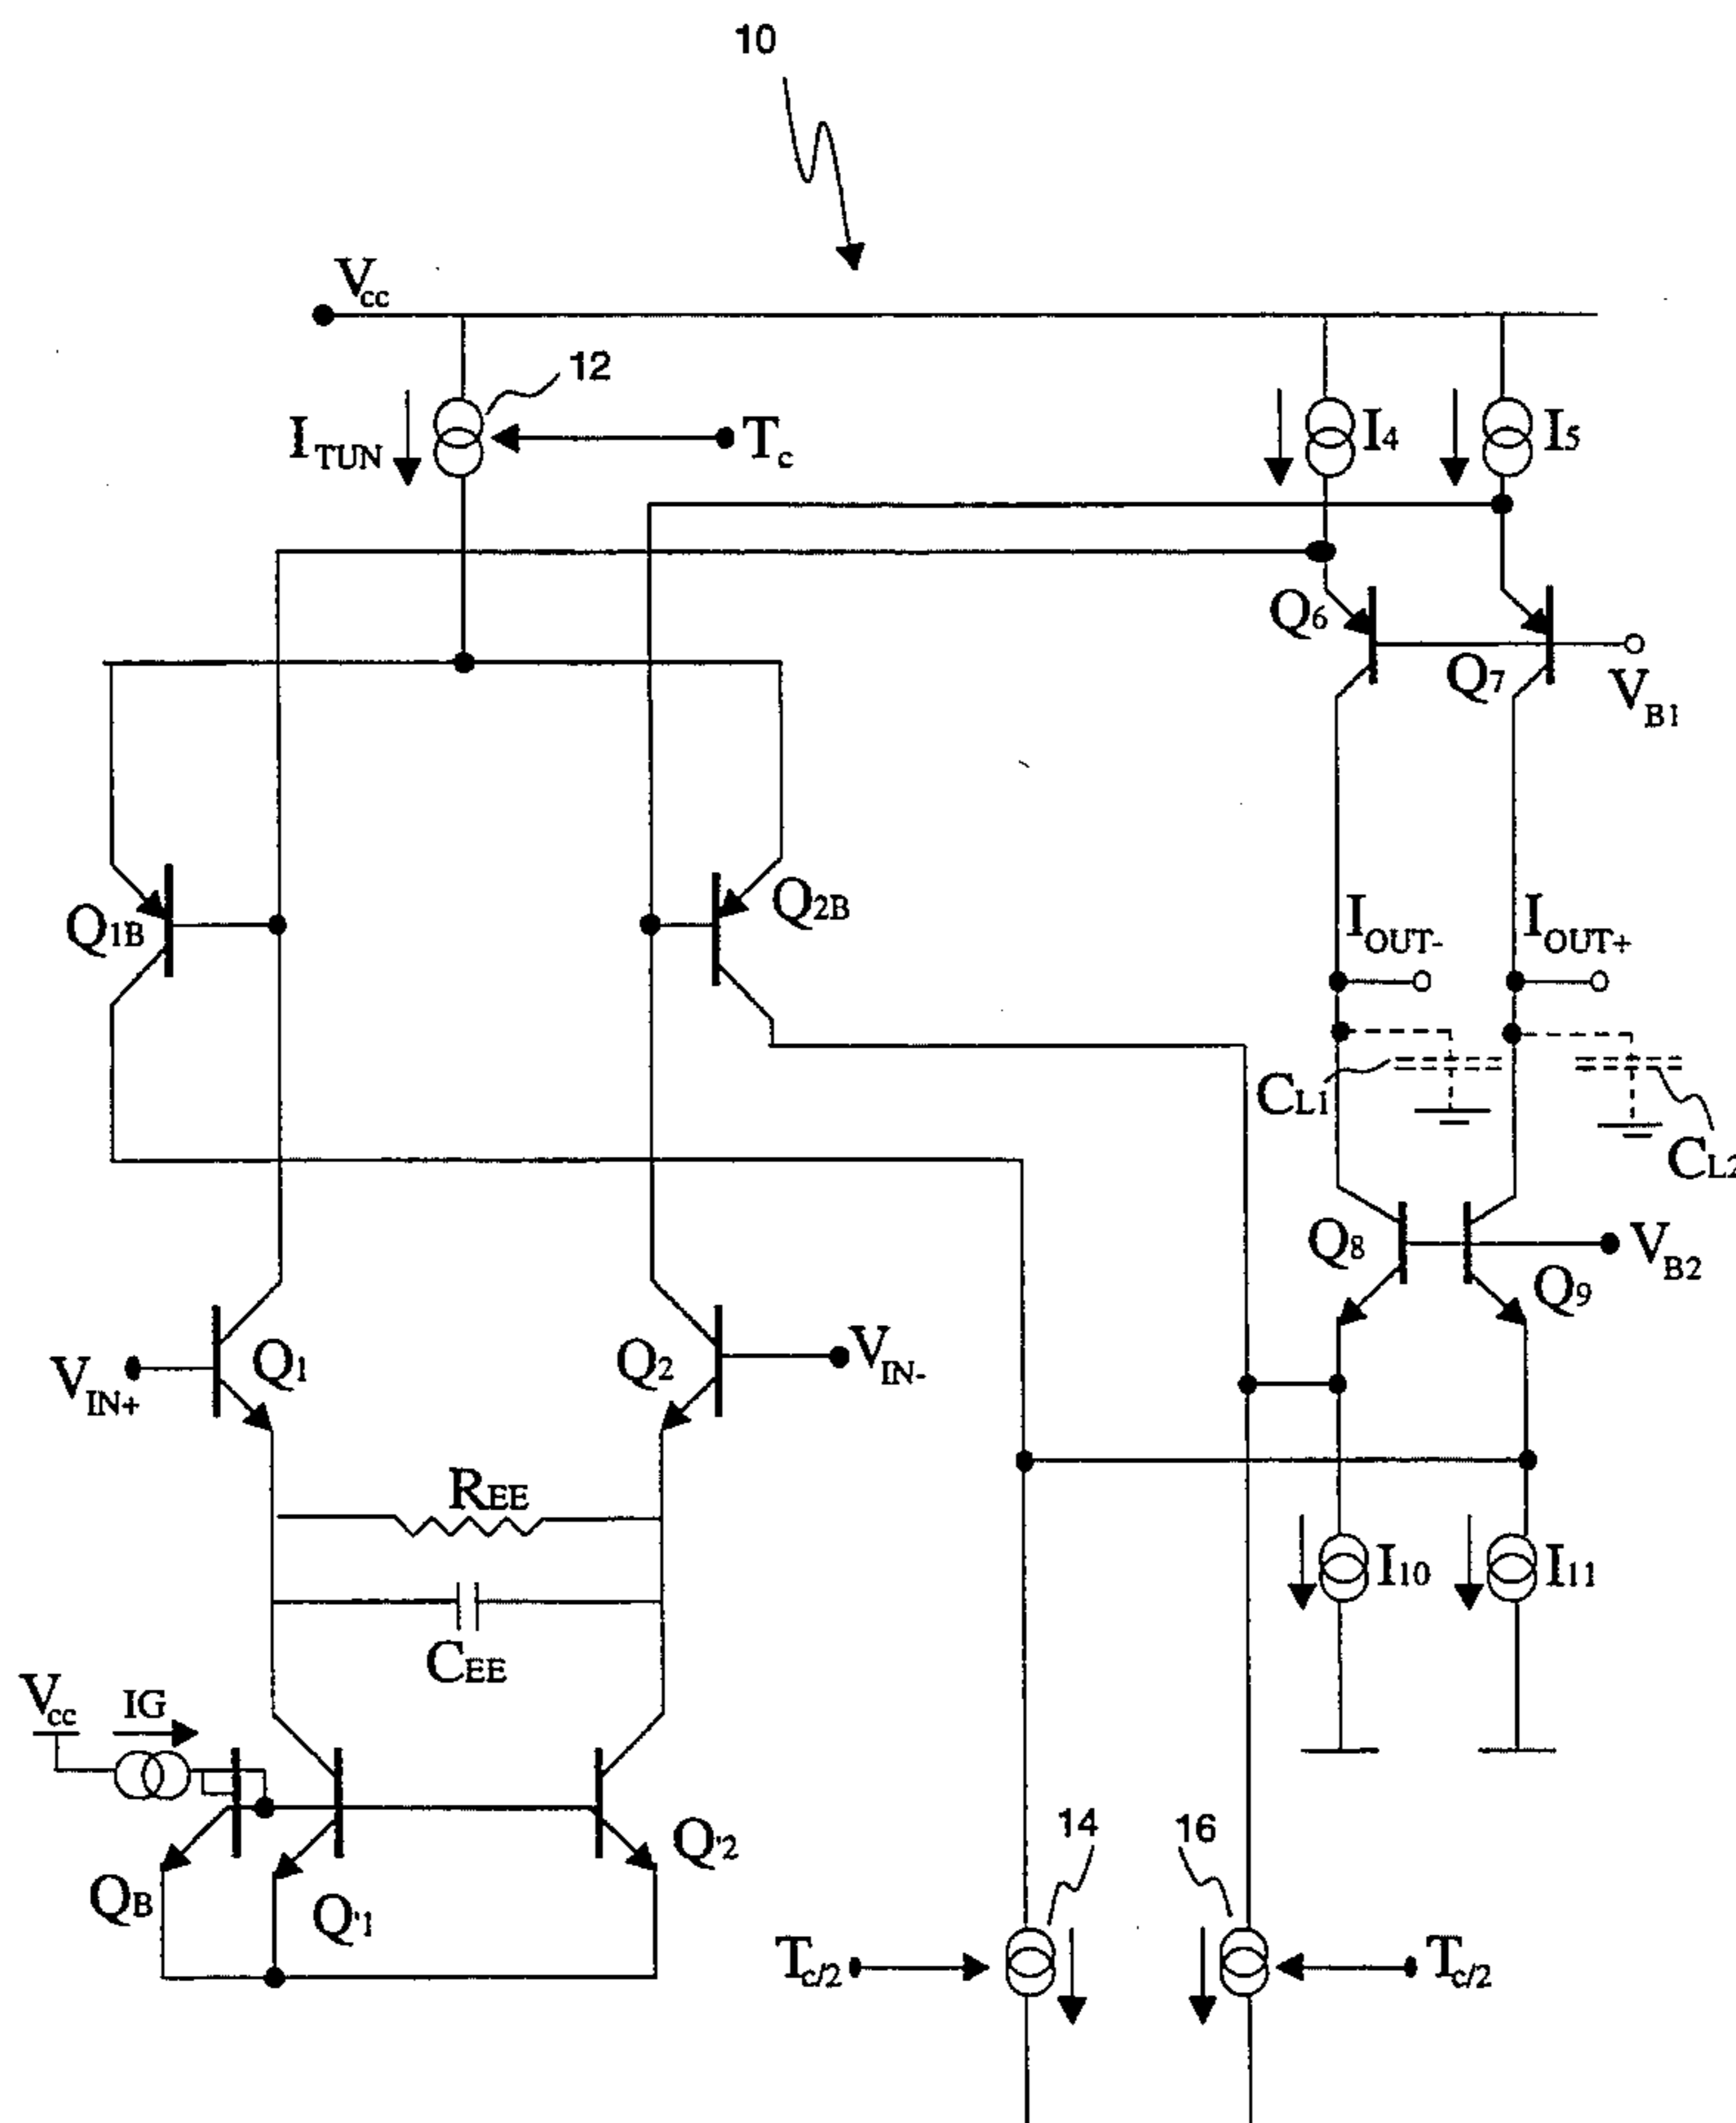 10
Vcc
12
ITUN
Tc
I4
I5
Q6
Q7
VB1
Q1B
Q2B
IOUT-
IOUT+
CL1
CL2
Q8
VB2
Q9
VIN+
Q1
Q2
VIN-
REE
CEE
I10
I11
Vcc
IG
QB
Q'1
Q'2
14
16
Tc/2
Tc/2